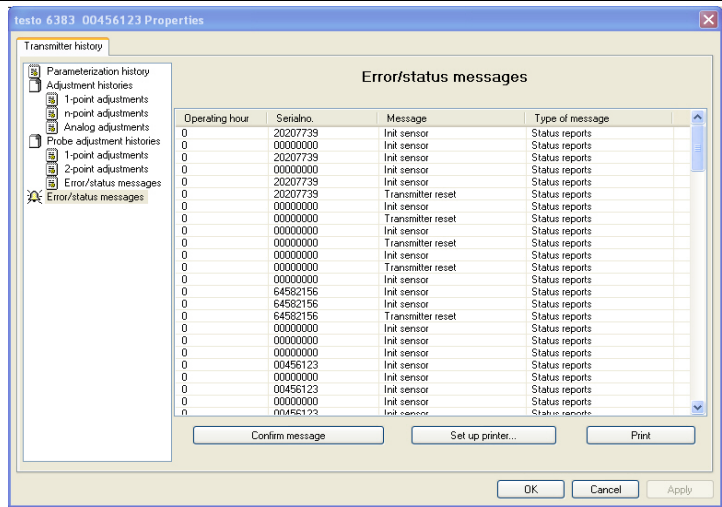 testo 6383 00456123 Properties
Transmitter history
Parameterization history
Adjustment histories
1-point adjustments
n-point adjustments
Analog adjustments
Probe adjustment histories
1-point adjustments
2-point adjustments
Error/status messages
Error/status messages
Error/status messages
Operating hour Serialno. Message Type of message
0 20207739 Init sensor Status reports
0 00000000 Init sensor Status reports
0 20207739 Init sensor Status reports
0 00000000 Init sensor Status reports
0 20207739 Init sensor Status reports
0 20207739 Transmitter reset Status reports
0 00000000 Init sensor Status reports
0 00000000 Transmitter reset Status reports
0 00000000 Init sensor Status reports
0 00000000 Transmitter reset Status reports
0 00000000 Init sensor Status reports
0 00000000 Transmitter reset Status reports
0 00000000 Init sensor Status reports
0 64582156 Init sensor Status reports
0 64582156 Init sensor Status reports
0 64582156 Transmitter reset Status reports
0 00000000 Init sensor Status reports
0 00000000 Init sensor Status reports
0 00000000 Init sensor Status reports
0 00456123 Init sensor Status reports
0 00000000 Init sensor Status reports
0 00456123 Init sensor Status reports
0 00000000 Init sensor Status reports
0 00456123 Init sensor Status reports
Confirm message Set up printer... Print
OK Cancel Apply